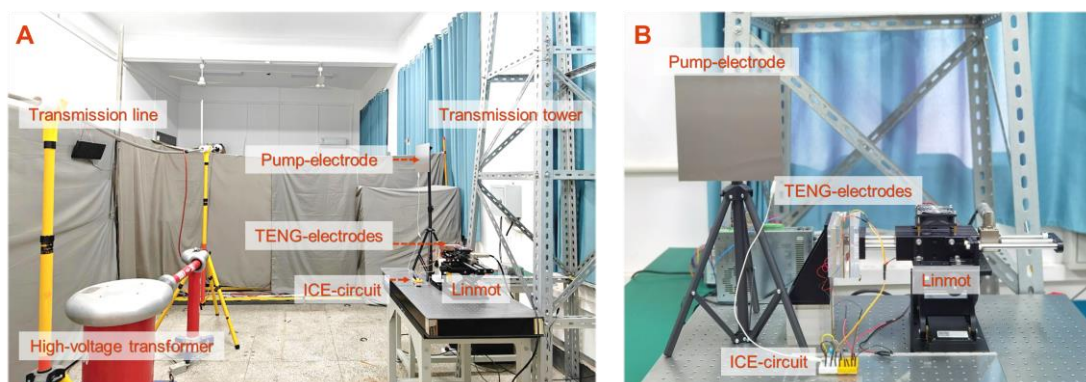 A
Transmission line
Transmission tower
Pump-electrode
TENG-electrodes
ICE-circuit
Linmot
High-voltage transformer
B
Pump-electrode
TENG-electrodes
Linmot
ICE-circuit